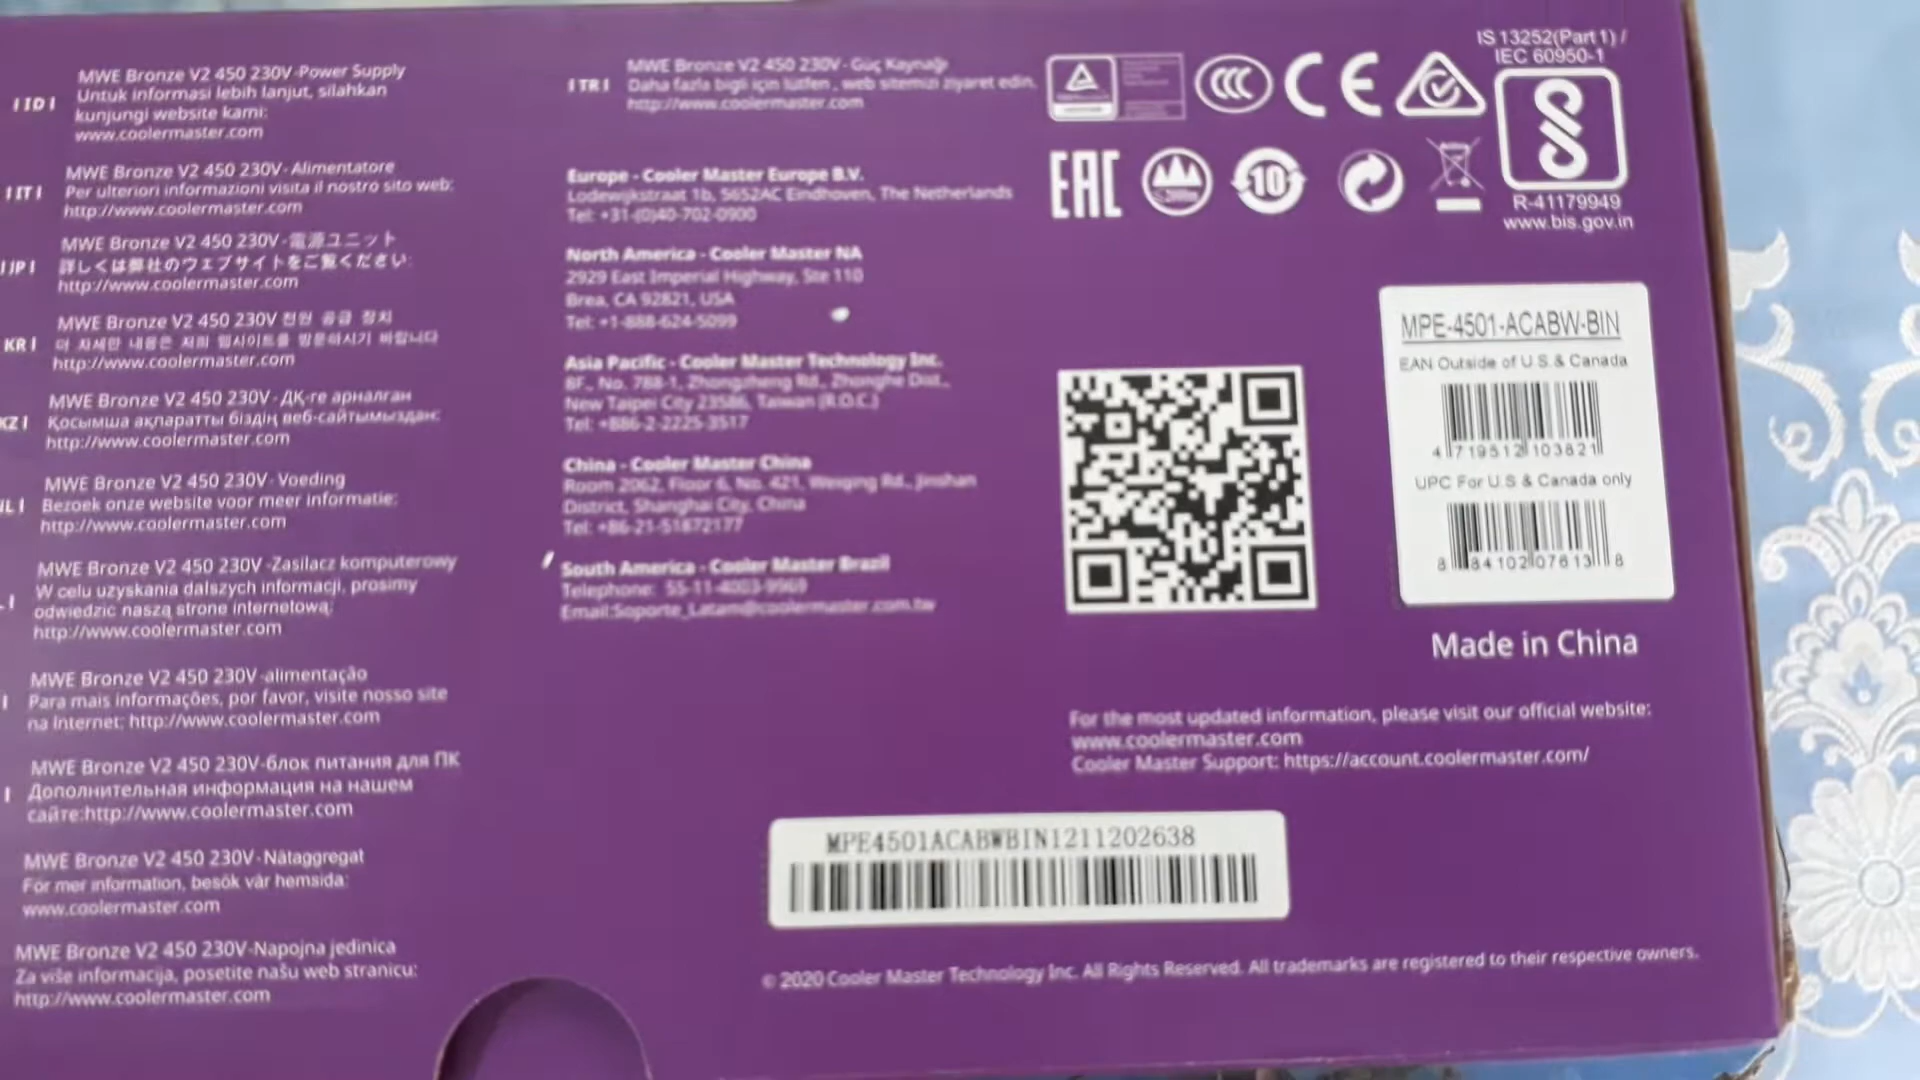 I ID I
MWE Bronze V2 450 230V-Power Supply
Untuk informasi lebih lanjut, silahkan
kunjungi website kami:
www.coolermaster.com
I IT I
MWE Bronze V2 450 230V- Alimentatore
Per ulteriori informazioni visita il nostro sito web:
http://www.coolermaster.com
I JP I
MWE Bronze V2 450 230V-電源ユニット
詳しくは弊社のウェブサイトをご覧ください:
http://www.coolermaster.com
KR I
MWE Bronze V2 450 230V 전원 공급 장치
더 자세한 내용은 저희 웹사이트를 방문하시기 바랍니다
http://www.coolermaster.com
KZ I
MWE Bronze V2 450 230V- ДҚ-ге арналған
Қосымша ақпаратты біздің веб-сайтымыздан:
http://www.coolermaster.com
MWE Bronze V2 450 230V- Voeding
Bezoek onze website voor meer informatie:
http://www.coolermaster.com
MWE Bronze V2 450 230V -Zasilacz komputerowy
W celu uzyskania dalszych informacji, prosimy
odwiedzic naszą strone internetową:
http://www.coolermaster.com
MWE Bronze V2 450 230V-alimentação
Para mais informações, por favor, visite nosso site
na Internet: http://www.coolermaster.com
MWE Bronze V2 450 230V-блок питания для ПК
Дополнительная информация на нашем
сайте:http://www.coolermaster.com
MWE Bronze V2 450 230V-Nätaggregat
För mer information, besök vår hemsida:
www.coolermaster.com
MWE Bronze V2 450 230V-Napojna jedinica
Za više informacija, posetite našu web stranicu:
http://www.coolermaster.com
I TR I
MWE Bronze V2 450 230V- Güç Kaynağı
Daha fazla bigli için lütfen , web sitemizi ziyaret edin.
http://www.coolermaster.com
Europe - Cooler Master Europe B.V.
Lodewijkstraat 1b, 5652AC Eindhoven, The Netherlands
Tel: +31-(0)40-702-0900
North America - Cooler Master NA
2929 East Imperial Highway, Ste 110
Brea, CA 92821, USA
Tel: +1-888-624-5099
Asia Pacific - Cooler Master Technology Inc.
8F., No. 788-1, Zhongzheng Rd., Zhonghe Dist.,
New Taipei City 23586, Taiwan (R.O.C.)
Tel: +886-2-2225-3517
China - Cooler Master China
Room 2062, Floor 6, No. 421, Weiqing Rd., Jinshan
District, Shanghai City, China
Tel: +86-21-51872177
South America - Cooler Master Brazil
Telephone: 55-11-4003-9969
Email:Soporte_Latam@coolermaster.com.tw
CCC
CE
EAC
10
IS 13252(Part 1) /
IEC 60950-1
R-41179949
www.bis.gov.in
MPE-4501-ACABW-BIN
EAN Outside of U.S.& Canada
4 719512 103821
UPC For U.S & Canada only
8 84102 07613 8
Made in China
For the most updated information, please visit our official website:
www.coolermaster.com
Cooler Master Support: https://account.coolermaster.com/
MPE4501ACABWBIN1211202638
© 2020 Cooler Master Technology Inc. All Rights Reserved. All trademarks are registered to their respective owners.